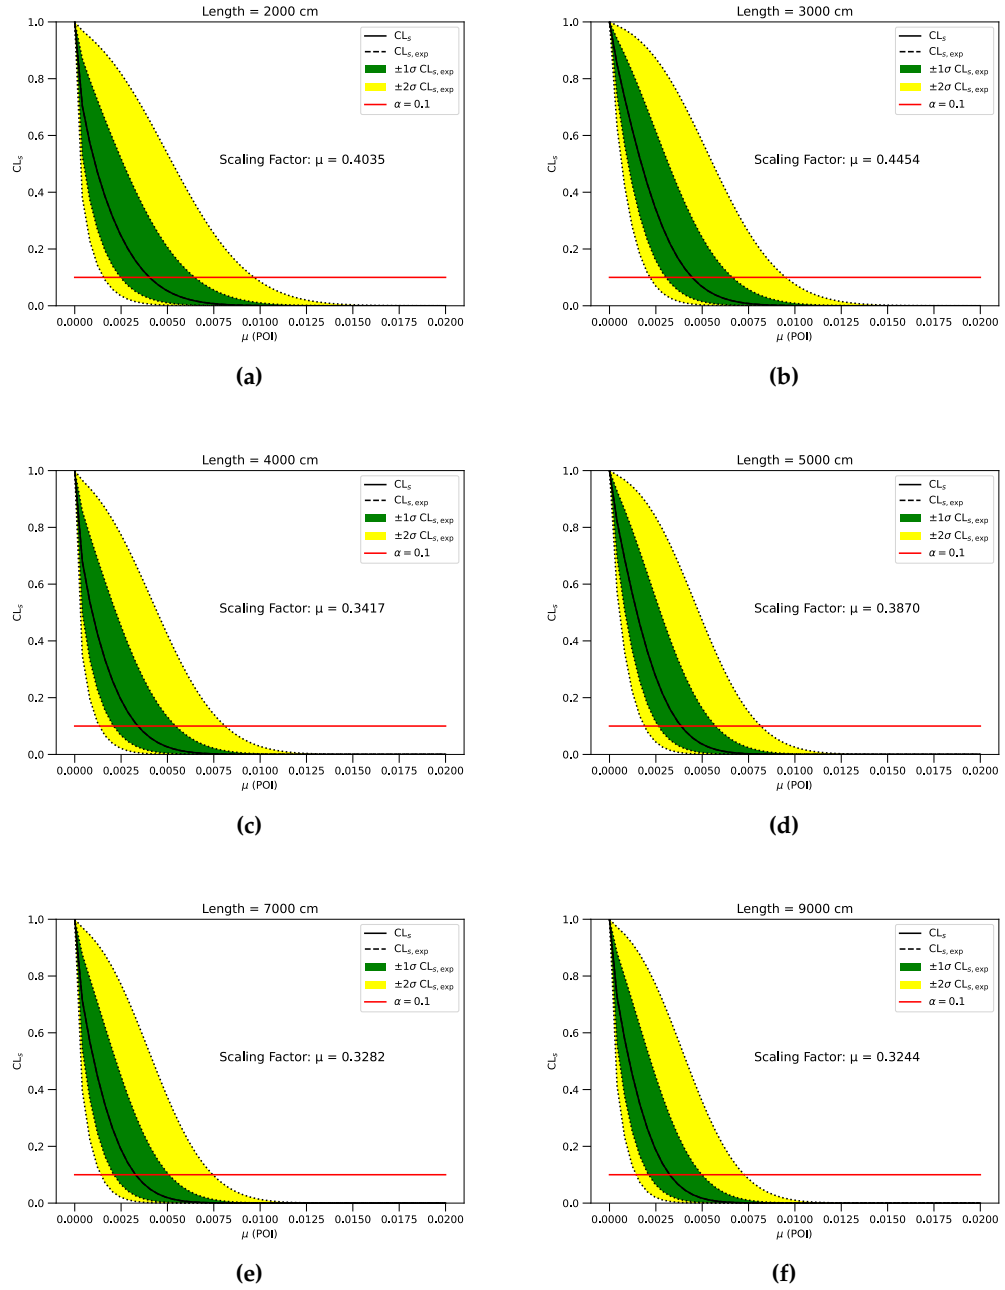 Length = 2000 cm
1.0
0.8
0.6
0.4
0.2
0.0
CLs
CLs
CLs, exp
±1σ CLs, exp
±2σ CLs, exp
α = 0.1
Scaling Factor: μ = 0.4035
0.0000 0.0025 0.0050 0.0075 0.0100 0.0125 0.0150 0.0175 0.0200
μ (POI)
(a)
Length = 3000 cm
1.0
0.8
0.6
0.4
0.2
0.0
CLs
CLs
CLs, exp
±1σ CLs, exp
±2σ CLs, exp
α = 0.1
Scaling Factor: μ = 0.4454
0.0000 0.0025 0.0050 0.0075 0.0100 0.0125 0.0150 0.0175 0.0200
μ (POI)
(b)
Length = 4000 cm
1.0
0.8
0.6
0.4
0.2
0.0
CLs
CLs
CLs, exp
±1σ CLs, exp
±2σ CLs, exp
α = 0.1
Scaling Factor: μ = 0.3417
0.0000 0.0025 0.0050 0.0075 0.0100 0.0125 0.0150 0.0175 0.0200
μ (POI)
(c)
Length = 5000 cm
1.0
0.8
0.6
0.4
0.2
0.0
CLs
CLs
CLs, exp
±1σ CLs, exp
±2σ CLs, exp
α = 0.1
Scaling Factor: μ = 0.3870
0.0000 0.0025 0.0050 0.0075 0.0100 0.0125 0.0150 0.0175 0.0200
μ (POI)
(d)
Length = 7000 cm
1.0
0.8
0.6
0.4
0.2
0.0
CLs
CLs
CLs, exp
±1σ CLs, exp
±2σ CLs, exp
α = 0.1
Scaling Factor: μ = 0.3282
0.0000 0.0025 0.0050 0.0075 0.0100 0.0125 0.0150 0.0175 0.0200
μ (POI)
(e)
Length = 9000 cm
1.0
0.8
0.6
0.4
0.2
0.0
CLs
CLs
CLs, exp
±1σ CLs, exp
±2σ CLs, exp
α = 0.1
Scaling Factor: μ = 0.3244
0.0000 0.0025 0.0050 0.0075 0.0100 0.0125 0.0150 0.0175 0.0200
μ (POI)
(f)